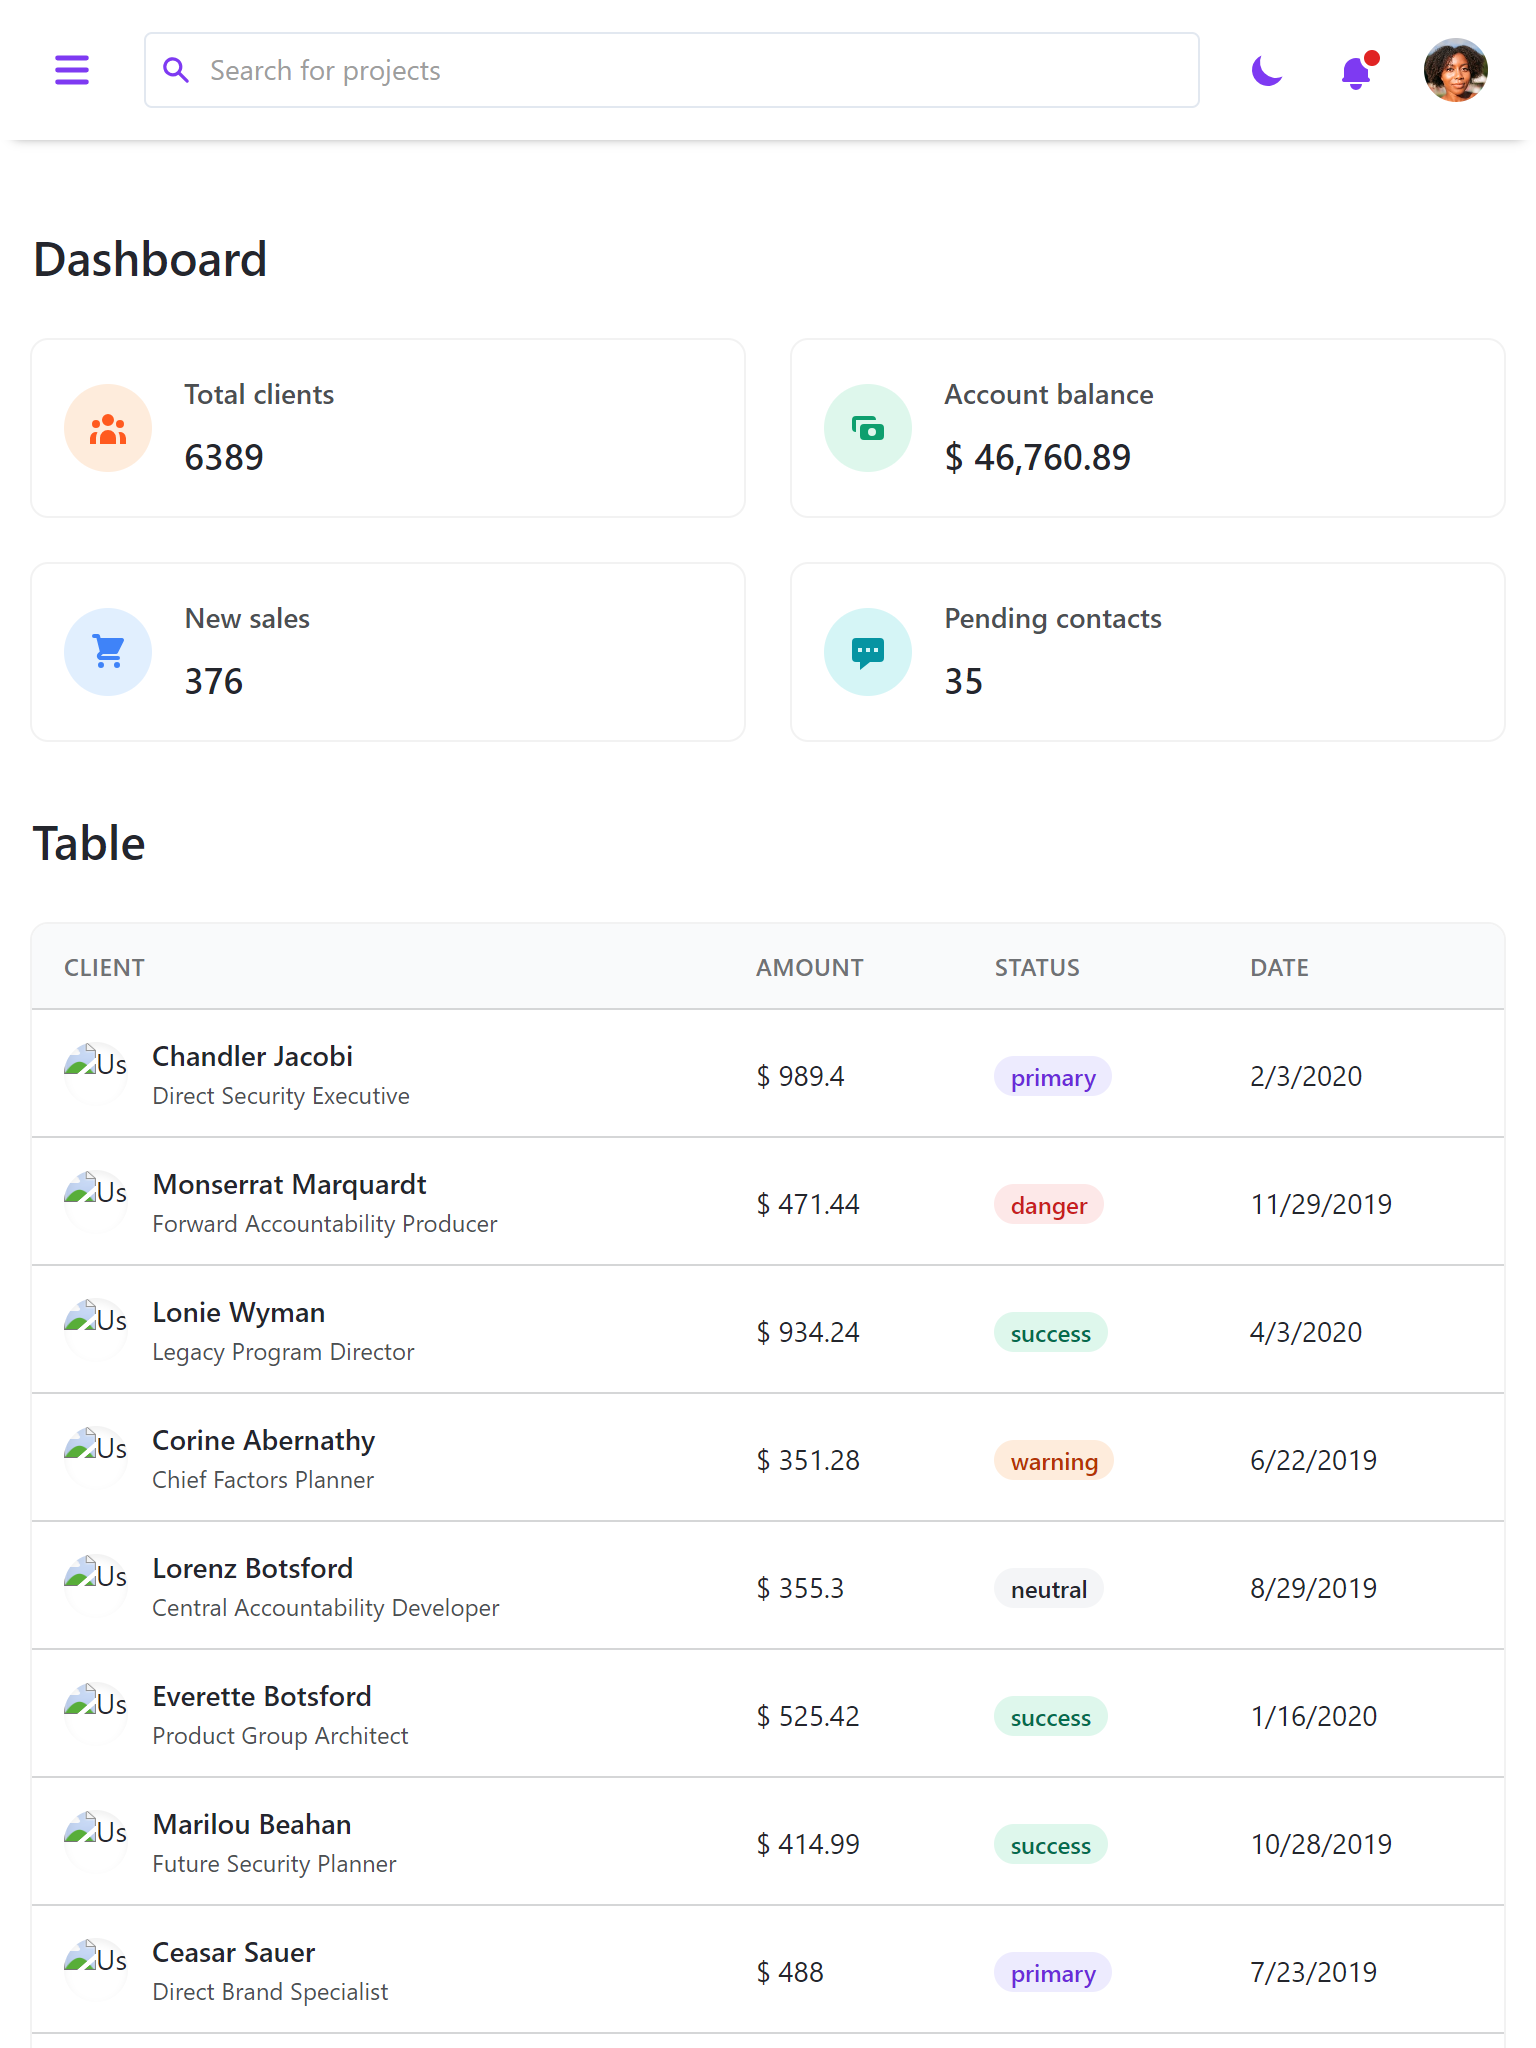 Search for projects
Dashboard
Total clients
6389
Account balance
$ 46,760.89
New sales
376
Pending contacts
35
Table
CLIENT AMOUNT STATUS DATE
Us Chandler Jacobi
Direct Security Executive
$ 989.4 primary 2/3/2020
Us Monserrat Marquardt
Forward Accountability Producer
$ 471.44 danger 11/29/2019
Us Lonie Wyman
Legacy Program Director
$ 934.24 success 4/3/2020
Us Corine Abernathy
Chief Factors Planner
$ 351.28 warning 6/22/2019
Us Lorenz Botsford
Central Accountability Developer
$ 355.3 neutral 8/29/2019
Us Everette Botsford
Product Group Architect
$ 525.42 success 1/16/2020
Us Marilou Beahan
Future Security Planner
$ 414.99 success 10/28/2019
Us Ceasar Sauer
Direct Brand Specialist
$ 488 primary 7/23/2019